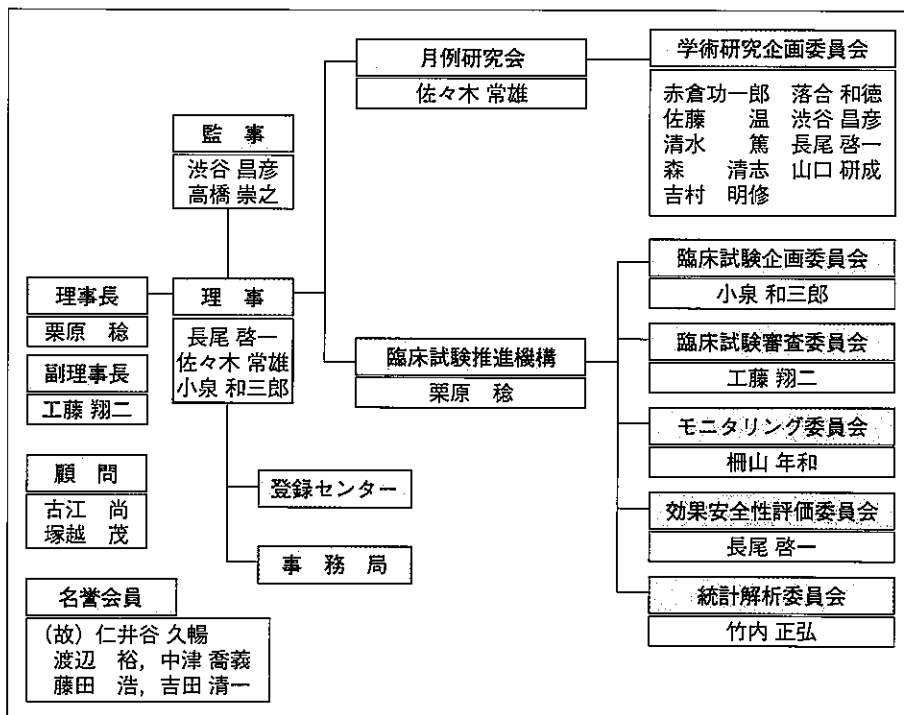 月例研究会
佐々木 常雄
学術研究企画委員会
赤倉功一郎 落合 和徳
佐藤 温 渋谷 昌彦
清水 篤 長尾 啓一
森 清志 山口 研成
吉村 明修
監事
渋谷 昌彦
高橋 崇之
理事長
栗原 稔
副理事長
工藤 翔二
理事
長尾 啓一
佐々木 常雄
小泉 和三郎
臨床試験推進機構
栗原 稔
臨床試験企画委員会
小泉 和三郎
臨床試験審査委員会
工藤 翔二
モニタリング委員会
柵山 年和
効果安全性評価委員会
長尾 啓一
統計解析委員会
竹内 正弘
顧問
古江 尚
塚越 茂
登録センター
事務局
名誉会員
(故)仁井谷 久暢
渡辺 裕,中津 喬義
藤田 浩,吉田 清一